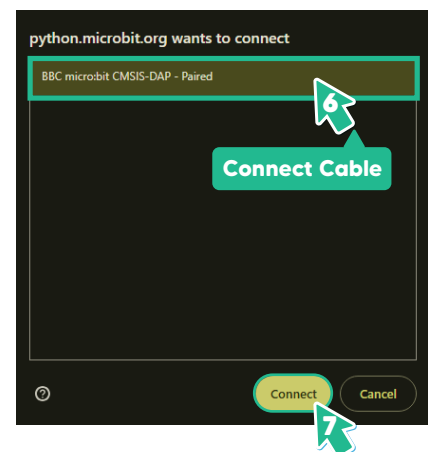 python.microbit.org wants to connect
BBC micro:bit CMSIS-DAP - Paired
6
Connect Cable
?
Connect
Cancel
7